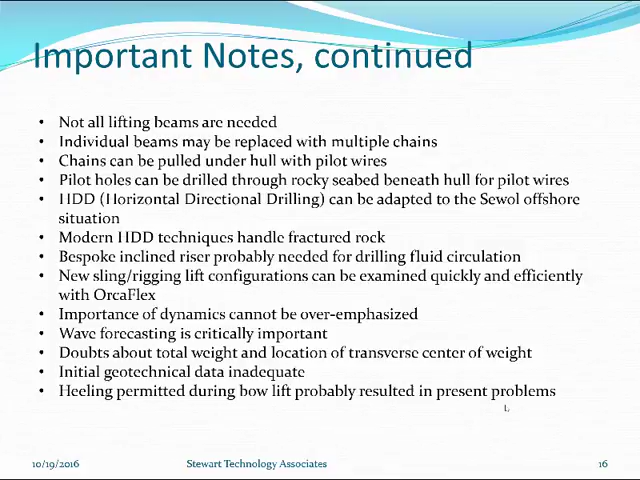 Important Notes, continued
• Not all lifting beams are needed
• Individual beams may be replaced with multiple chains
• Chains can be pulled under hull with pilot wires
• Pilot holes can be drilled through rocky seabed beneath hull for pilot wires
• HDD (Horizontal Directional Drilling) can be adapted to the Sewol offshore
situation
• Modern HDD techniques handle fractured rock
• Bespoke inclined riser probably needed for drilling fluid circulation
• New sling/rigging lift configurations can be examined quickly and efficiently
with OrcaFlex
• Importance of dynamics cannot be over-emphasized
• Wave forecasting is critically important
• Doubts about total weight and location of transverse center of weight
• Initial geotechnical data inadequate
• Heeling permitted during bow lift probably resulted in present problems
10/19/2016 Stewart Technology Associates 16